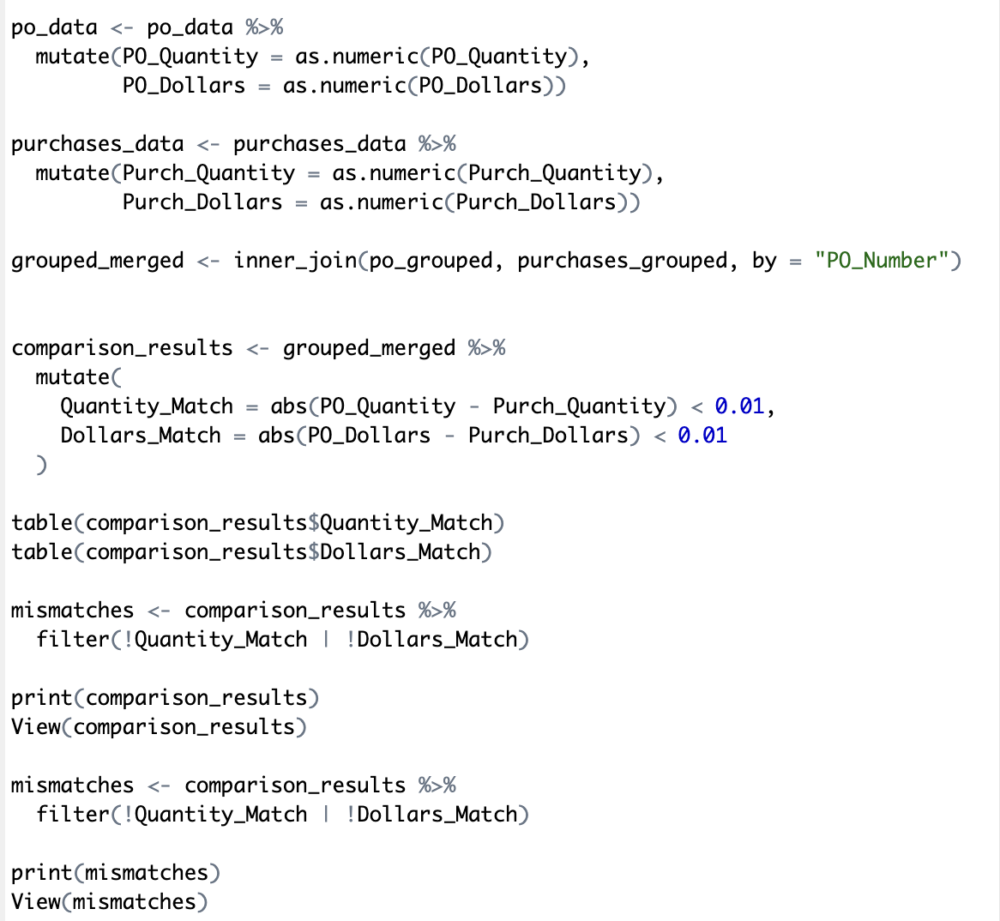 po_data <- po_data %>%
  mutate(PO_Quantity = as.numeric(PO_Quantity),
         PO_Dollars = as.numeric(PO_Dollars))

purchases_data <- purchases_data %>%
  mutate(Purch_Quantity = as.numeric(Purch_Quantity),
         Purch_Dollars = as.numeric(Purch_Dollars))

grouped_merged <- inner_join(po_grouped, purchases_grouped, by = "PO_Number")


comparison_results <- grouped_merged %>%
  mutate(
    Quantity_Match = abs(PO_Quantity - Purch_Quantity) < 0.01,
    Dollars_Match = abs(PO_Dollars - Purch_Dollars) < 0.01
  )

table(comparison_results$Quantity_Match)
table(comparison_results$Dollars_Match)

mismatches <- comparison_results %>%
  filter(!Quantity_Match | !Dollars_Match)

print(comparison_results)
View(comparison_results)

mismatches <- comparison_results %>%
  filter(!Quantity_Match | !Dollars_Match)

print(mismatches)
View(mismatches)